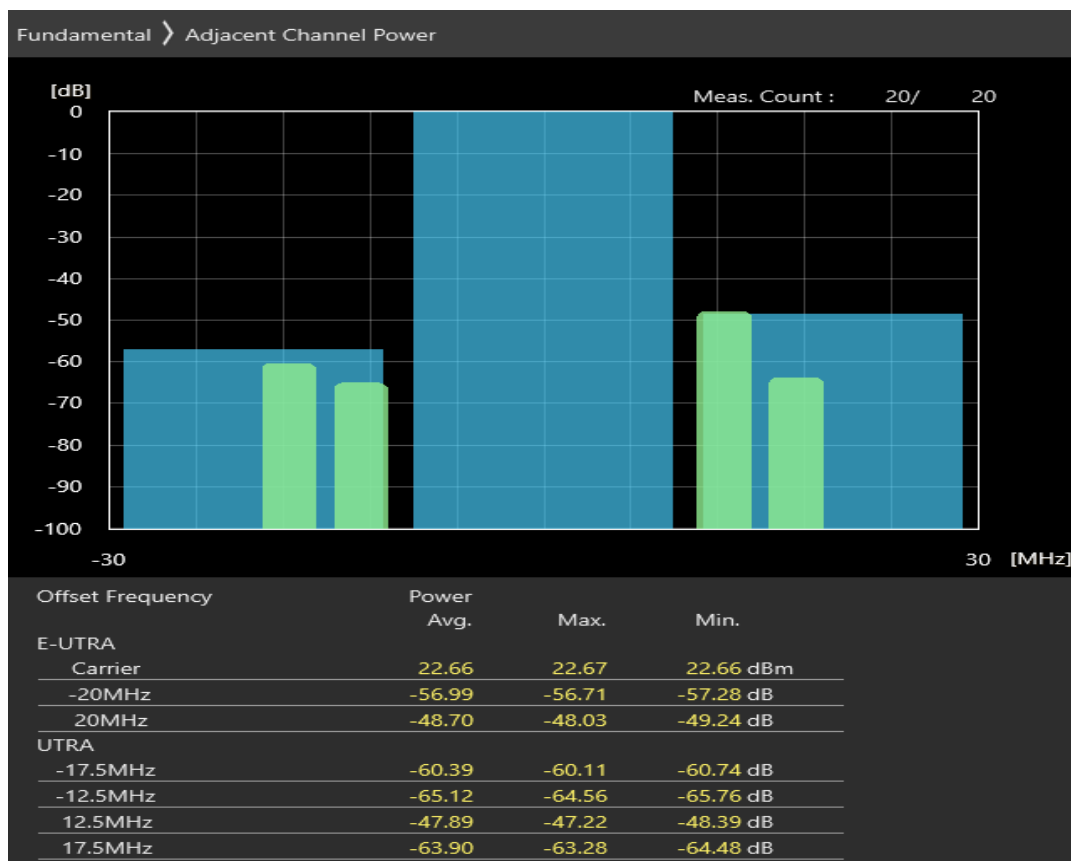 Fundamental 〉 Adjacent Channel Power
[dB]
Meas. Count : 20/ 20
0
-10
-20
-30
-40
-50
-60
-70
-80
-90
-100
-30 30 [MHz]
Offset Frequency Power
Avg. Max. Min.
E-UTRA
Carrier 22.66 22.67 22.66 dBm
-20MHz -56.99 -56.71 -57.28 dB
20MHz -48.70 -48.03 -49.24 dB
UTRA
-17.5MHz -60.39 -60.11 -60.74 dB
-12.5MHz -65.12 -64.56 -65.76 dB
12.5MHz -47.89 -47.22 -48.39 dB
17.5MHz -63.90 -63.28 -64.48 dB